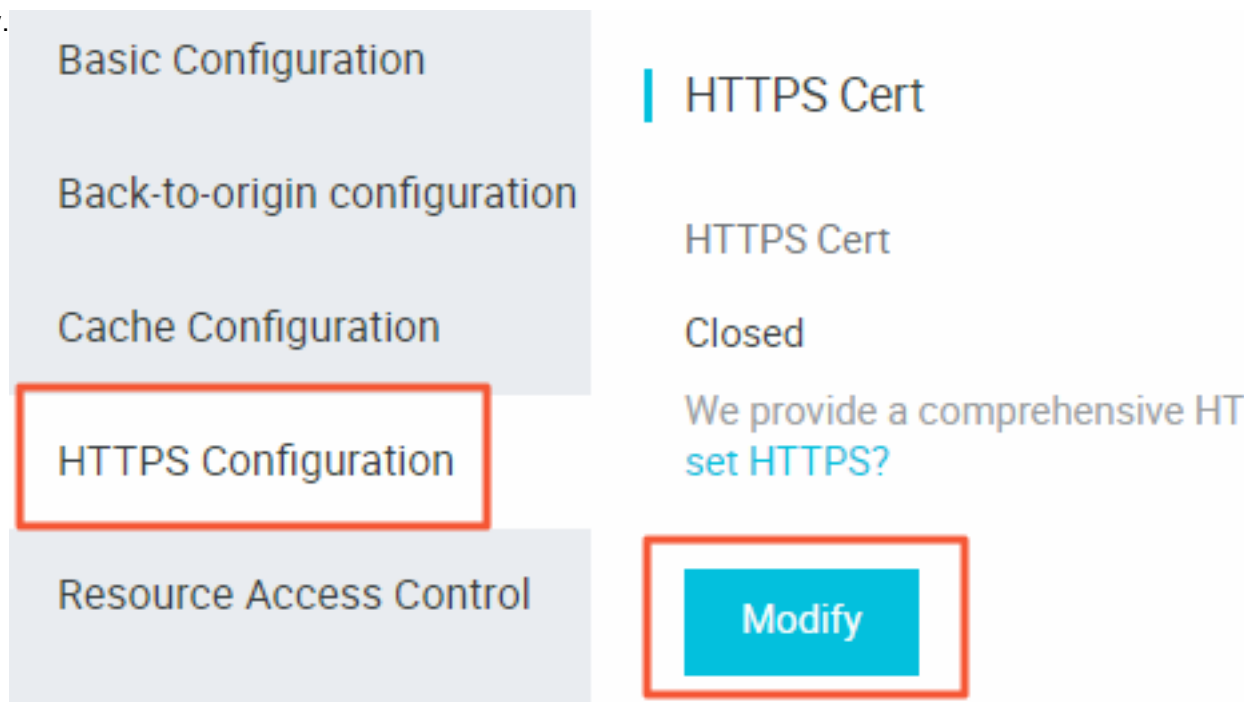 Basic Configuration
Back-to-origin configuration
Cache Configuration
HTTPS Configuration
Resource Access Control
HTTPS Cert
HTTPS Cert
Closed
We provide a comprehensive HT
set HTTPS?
Modify